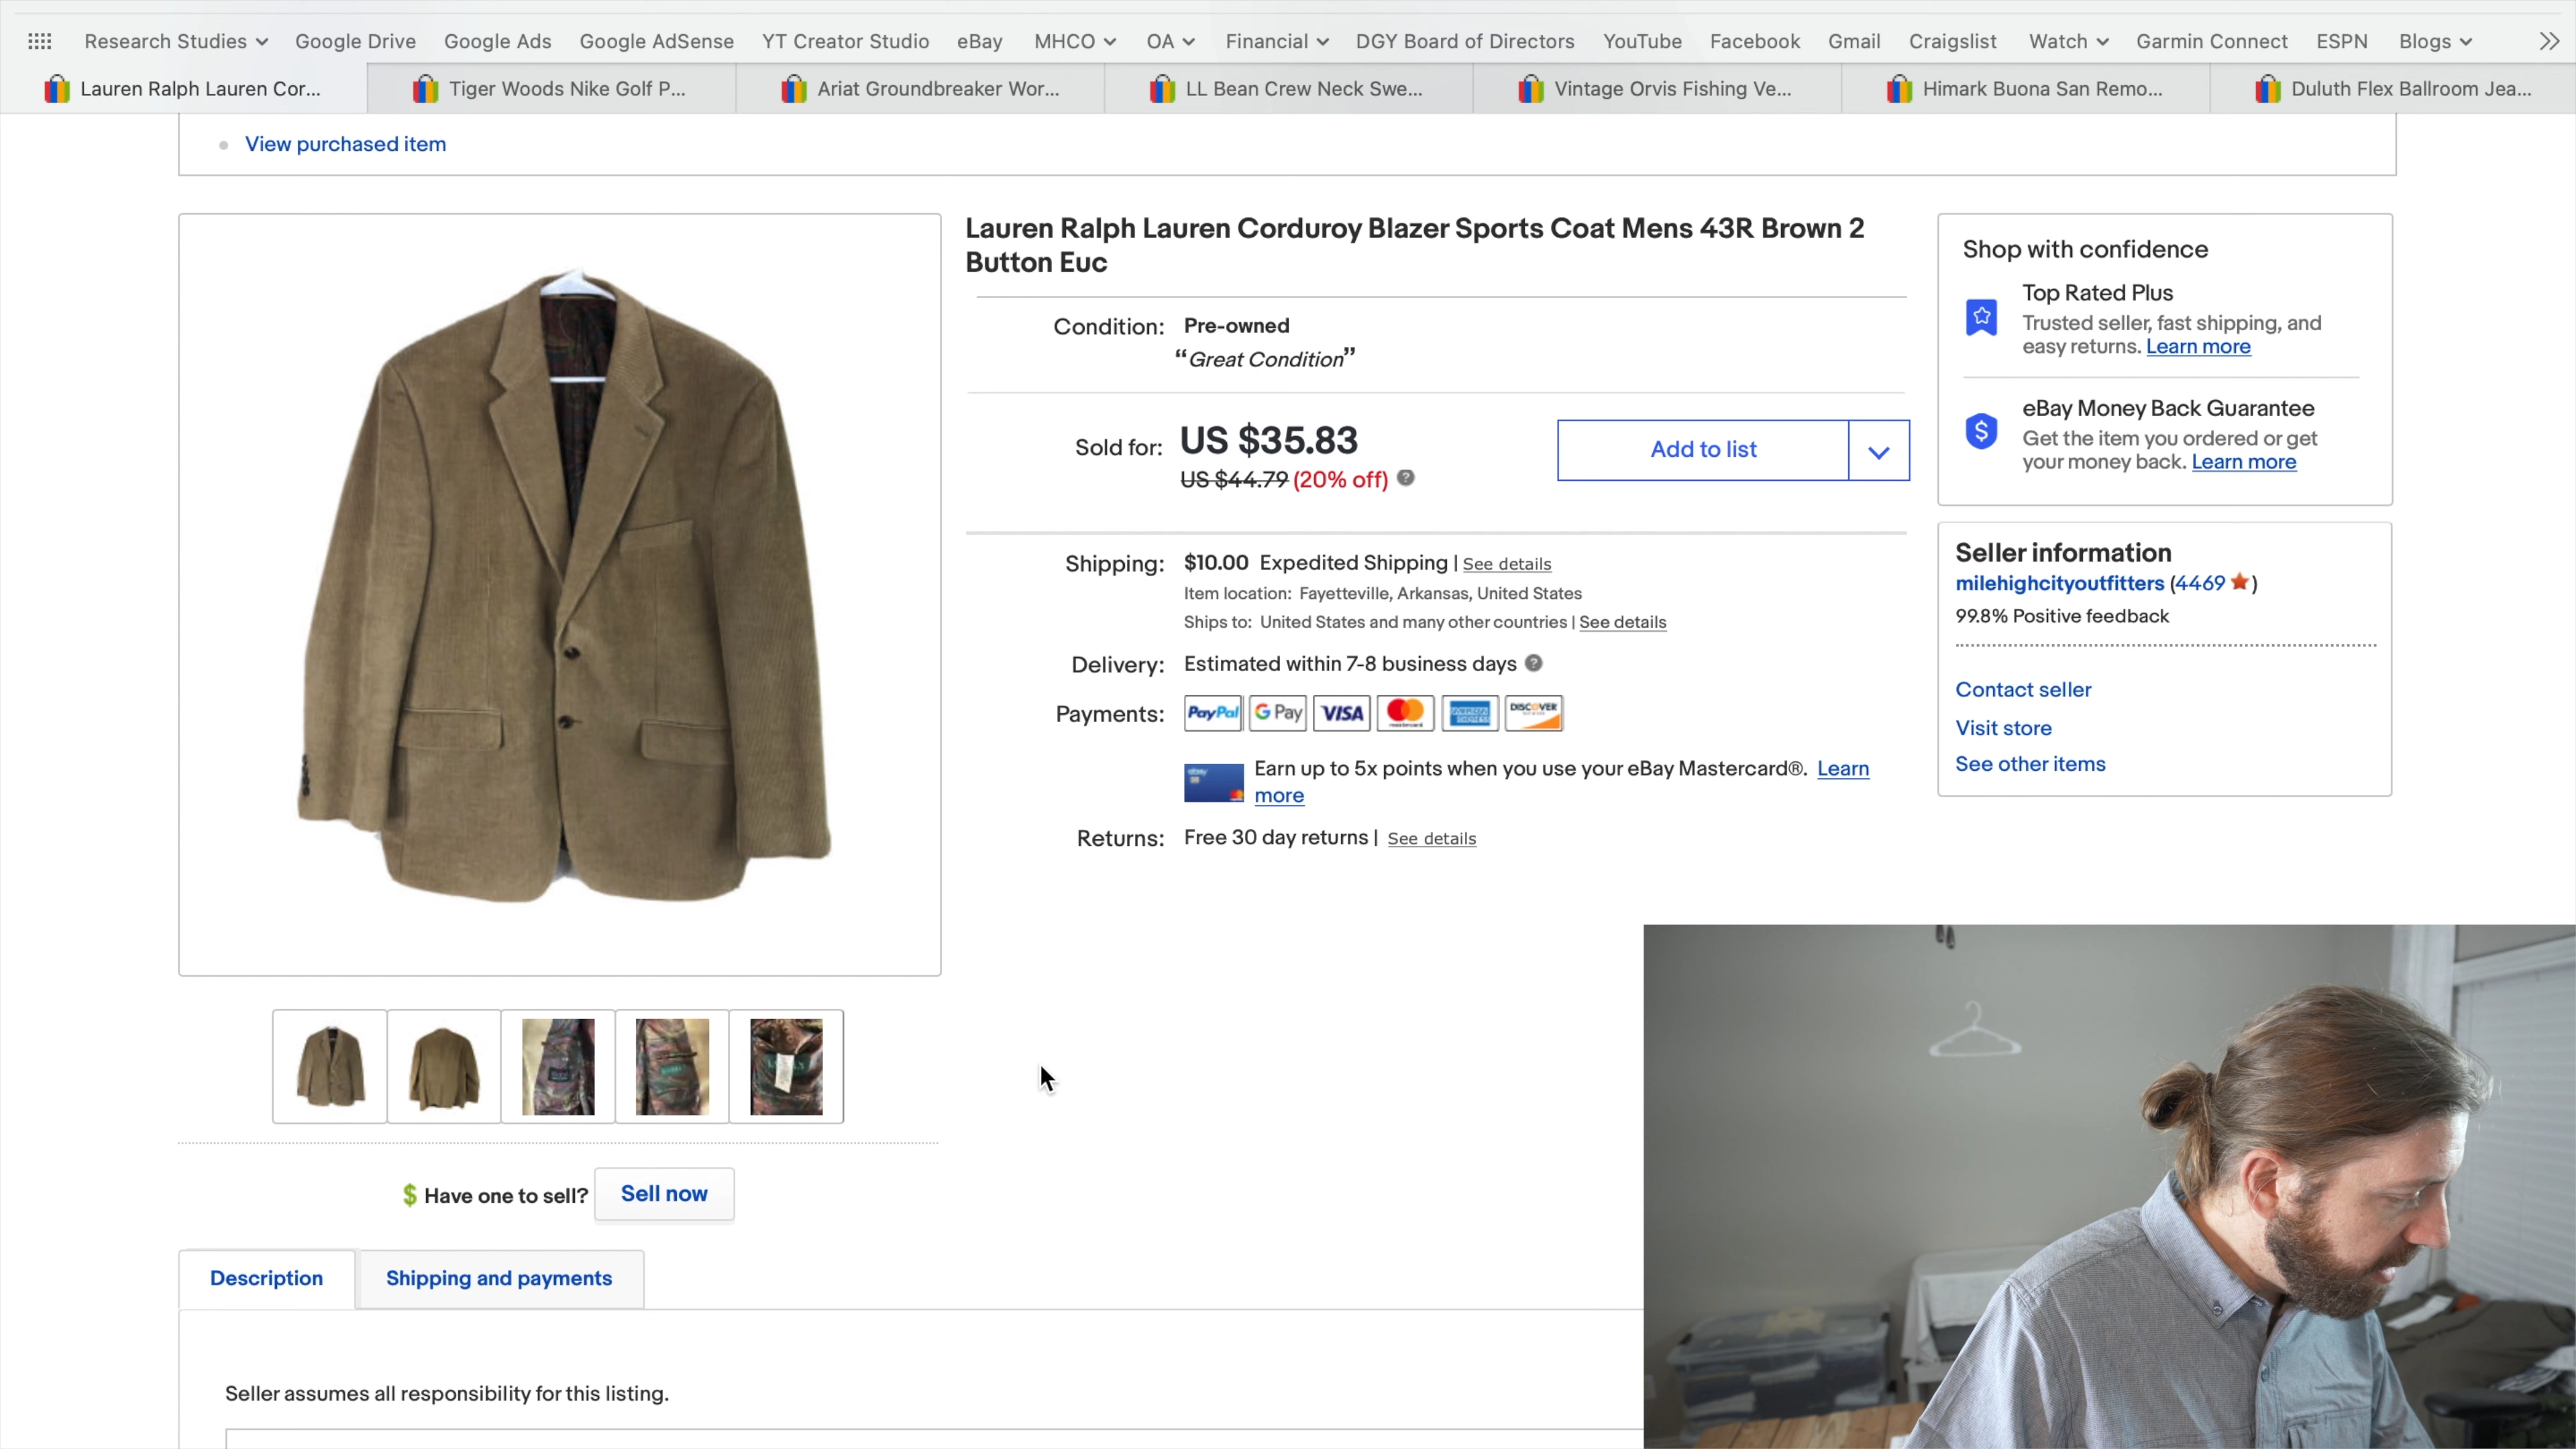 Research Studies Google Drive Google Ads Google AdSense YT Creator Studio eBay MHCO OA Financial DGY Board of Directors YouTube Facebook Gmail Craigslist Watch Garmin Connect ESPN Blogs
Lauren Ralph Lauren Cor... Tiger Woods Nike Golf P... Ariat Groundbreaker Wor... LL Bean Crew Neck Swe... Vintage Orvis Fishing Ve... Himark Buona San Remo... Duluth Flex Ballroom Jea...
View purchased item
Lauren Ralph Lauren Corduroy Blazer Sports Coat Mens 43R Brown 2
Button Euc
Condition: Pre-owned
“Great Condition”
Sold for: US $35.83
US $44.79 (20% off)
Add to list
Shipping: $10.00 Expedited Shipping | See details
Item location: Fayetteville, Arkansas, United States
Ships to: United States and many other countries | See details
Delivery: Estimated within 7-8 business days
Payments: PayPal G Pay VISA mastercard AMERICAN EXPRESS DISCOVER
ebay
Earn up to 5x points when you use your eBay Mastercard®. Learn
more
Returns: Free 30 day returns | See details
Shop with confidence
Top Rated Plus
Trusted seller, fast shipping, and
easy returns. Learn more
eBay Money Back Guarantee
Get the item you ordered or get
your money back. Learn more
Seller information
milehighcityoutfitters (4469)
99.8% Positive feedback
Contact seller
Visit store
See other items
$ Have one to sell? Sell now
Description Shipping and payments
Seller assumes all responsibility for this listing.